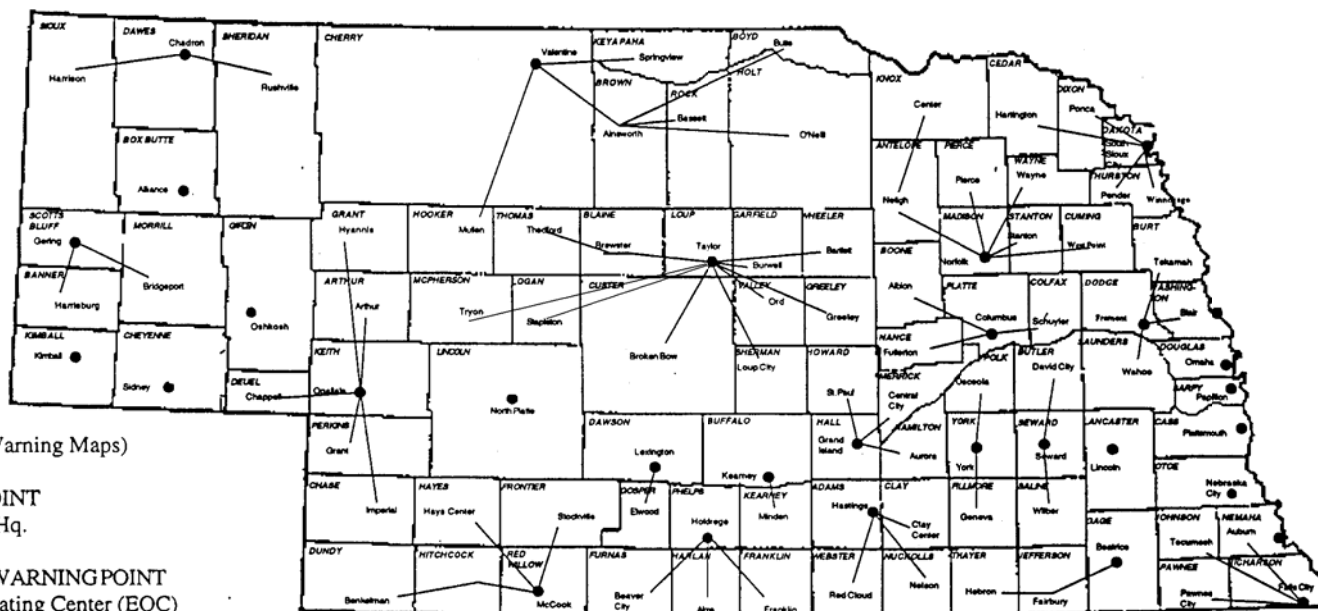 SIOUX
DAWES
Chadron
SHERIDAN
CHERRY
Harrison
Rushville
Valentine
KEYAPAHA
Springview
BOYD
Butte
HOLT
BROWN
ROCK
Bassett
Ainsworth
O'Neill
KNOX
Center
CEDAR
Hartington
DIXON
Ponca
DAKOTA
South
Sioux
City
BOX BUTTE
Alliance
ANTELOPE
Neligh
PIERCE
Pierce
WAYNE
Wayne
THURSTON
Pender
Winnebago
SCOTTS
BLUFF
Gering
MORRILL
Bridgeport
BANNER
Harrisburg
Oshkosh
GRANT
Hyannis
HOOKER
Mullen
THOMAS
Thedford
BLAINE
Brewster
LOUP
Taylor
GARFIELD
Burwell
WHEELER
Bartlett
BOONE
Albion
MADISON
Norfolk
STANTON
Stanton
CUMING
West Point
BURT
Tekamah
ARTHUR
Arthur
MCPHERSON
Tryon
LOGAN
Stapleton
CUSTER
Broken Bow
VALLEY
Ord
GREELEY
Greeley
NANCE
Fullerton
PLATTE
Columbus
COLFAX
Schuyler
DODGE
Fremont
WASHING-
TON
Blair
KIMBALL
Kimball
CHEYENNE
Sidney
DEUEL
Chappell
KEITH
Ogallala
LINCOLN
North Platte
SHERMAN
Loup City
HOWARD
St. Paul
MERRICK
Central
City
POLK
Osceola
BUTLER
David City
SAUNDERS
Wahoo
DOUGLAS
Omaha
SARPY
Papillion
PERKINS
Grant
DAWSON
Lexington
BUFFALO
Kearney
HALL
Grand
Island
HAMILTON
Aurora
YORK
York
SEWARD
Seward
LANCASTER
Lincoln
CASS
Plattsmouth
OTOE
Nebraska
City
CHASE
Imperial
HAYES
Hays Center
FRONTIER
Stockville
GOSPER
Elwood
PHELPS
Holdrege
KEARNEY
Minden
ADAMS
Hastings
CLAY
Clay
Center
FILLMORE
Geneva
SALINE
Wilber
GAGE
Beatrice
JOHNSON
Tecumseh
NEMAHA
Auburn
DUNDY
Benkelman
HITCHCOCK
RED
WILLOW
McCook
FURNAS
Beaver
City
HARLAN
Alma
FRANKLIN
Franklin
WEBSTER
Red Cloud
NUCKOLLS
Nelson
THAYER
Hebron
JEFFERSON
Fairbury
PAWNEE
Pawnee
City
Falls City
arning Maps)
OINT
Hq.
WARNING POINT
ating Center (EOC)